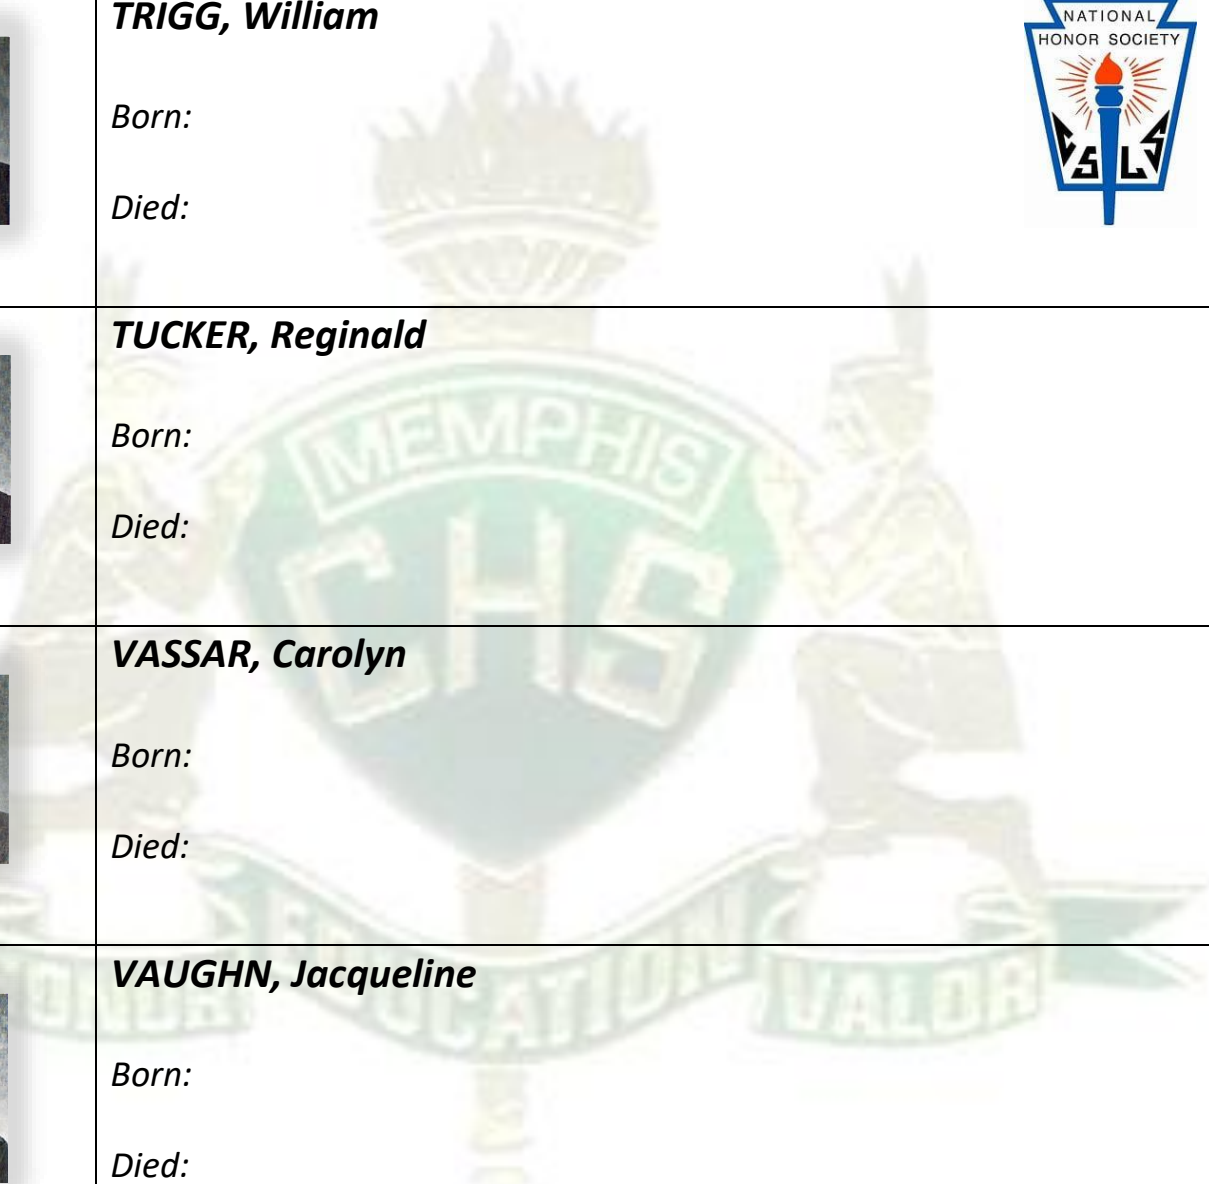 TRIGG, William
NATIONAL
HONOR SOCIETY
Born:
S L S
Died:
TUCKER, Reginald
MEMPHIS
Born:
CHS
Died:
VASSAR, Carolyn
Born:
Died:
EDUCATION
VALOR
VAUGHN, Jacqueline
Born:
Died: